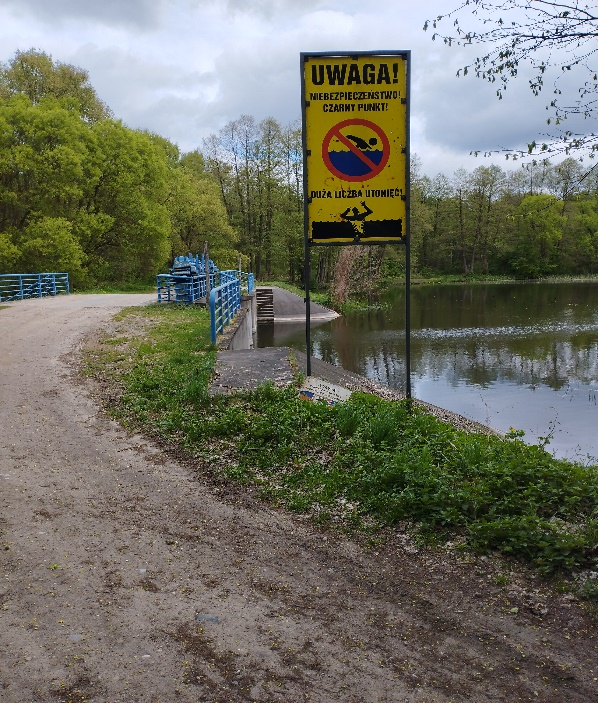 UWAGA!
NIEBEZPIECZEŃSTWO!
CZARNY PUNKT!
DUŻA LICZBA UTONIĘĆ!